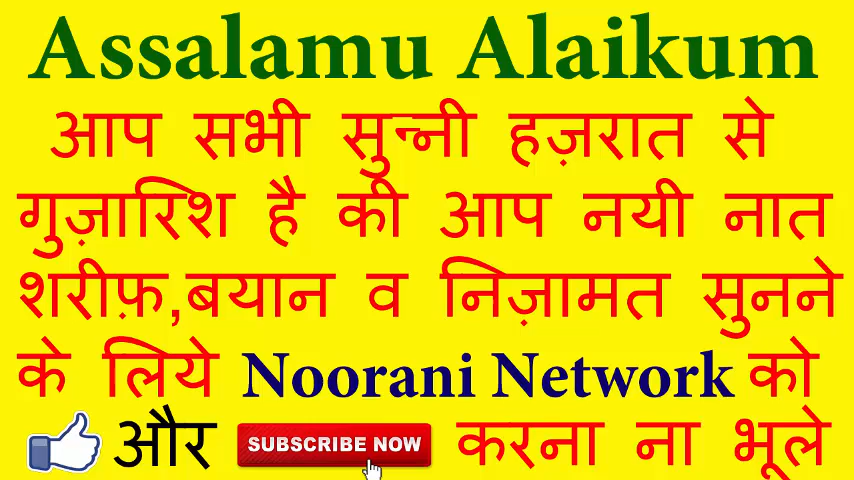 Assalamu Alaikum
आप सभी सुन्नी हज़रात से
गुज़ारिश है की आप नयी नात
शरीफ़,बयान व निज़ामत सुनने
के लिये Noorani Network को
और SUBSCRIBE NOW करना ना भूले